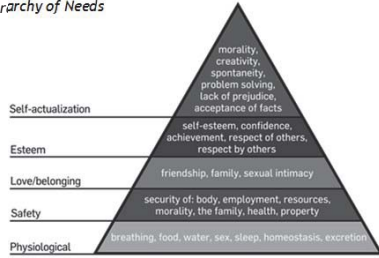 rarchy of Needs
morality,
creativity,
spontaneity,
problem solving,
lack of prejudice,
acceptance of facts
Self-actualization
self-esteem, confidence,
achievement, respect of others,
respect by others
Esteem
friendship, family, sexual intimacy
Love/belonging
security of: body, employment, resources,
morality, the family, health, property
Safety
breathing, food, water, sex, sleep, homeostasis, excretion
Physiological